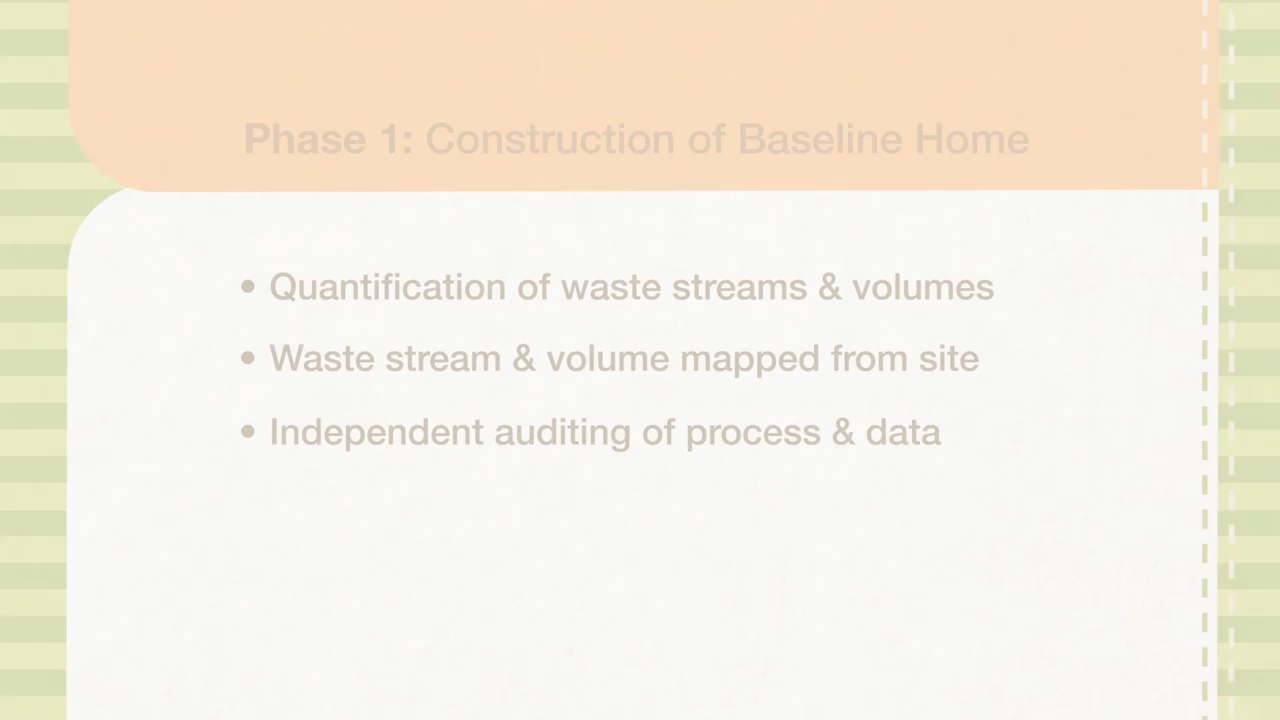 Phase 1: Construction of Baseline Home
• Quantification of waste streams & volumes
• Waste stream & volume mapped from site
• Independent auditing of process & data